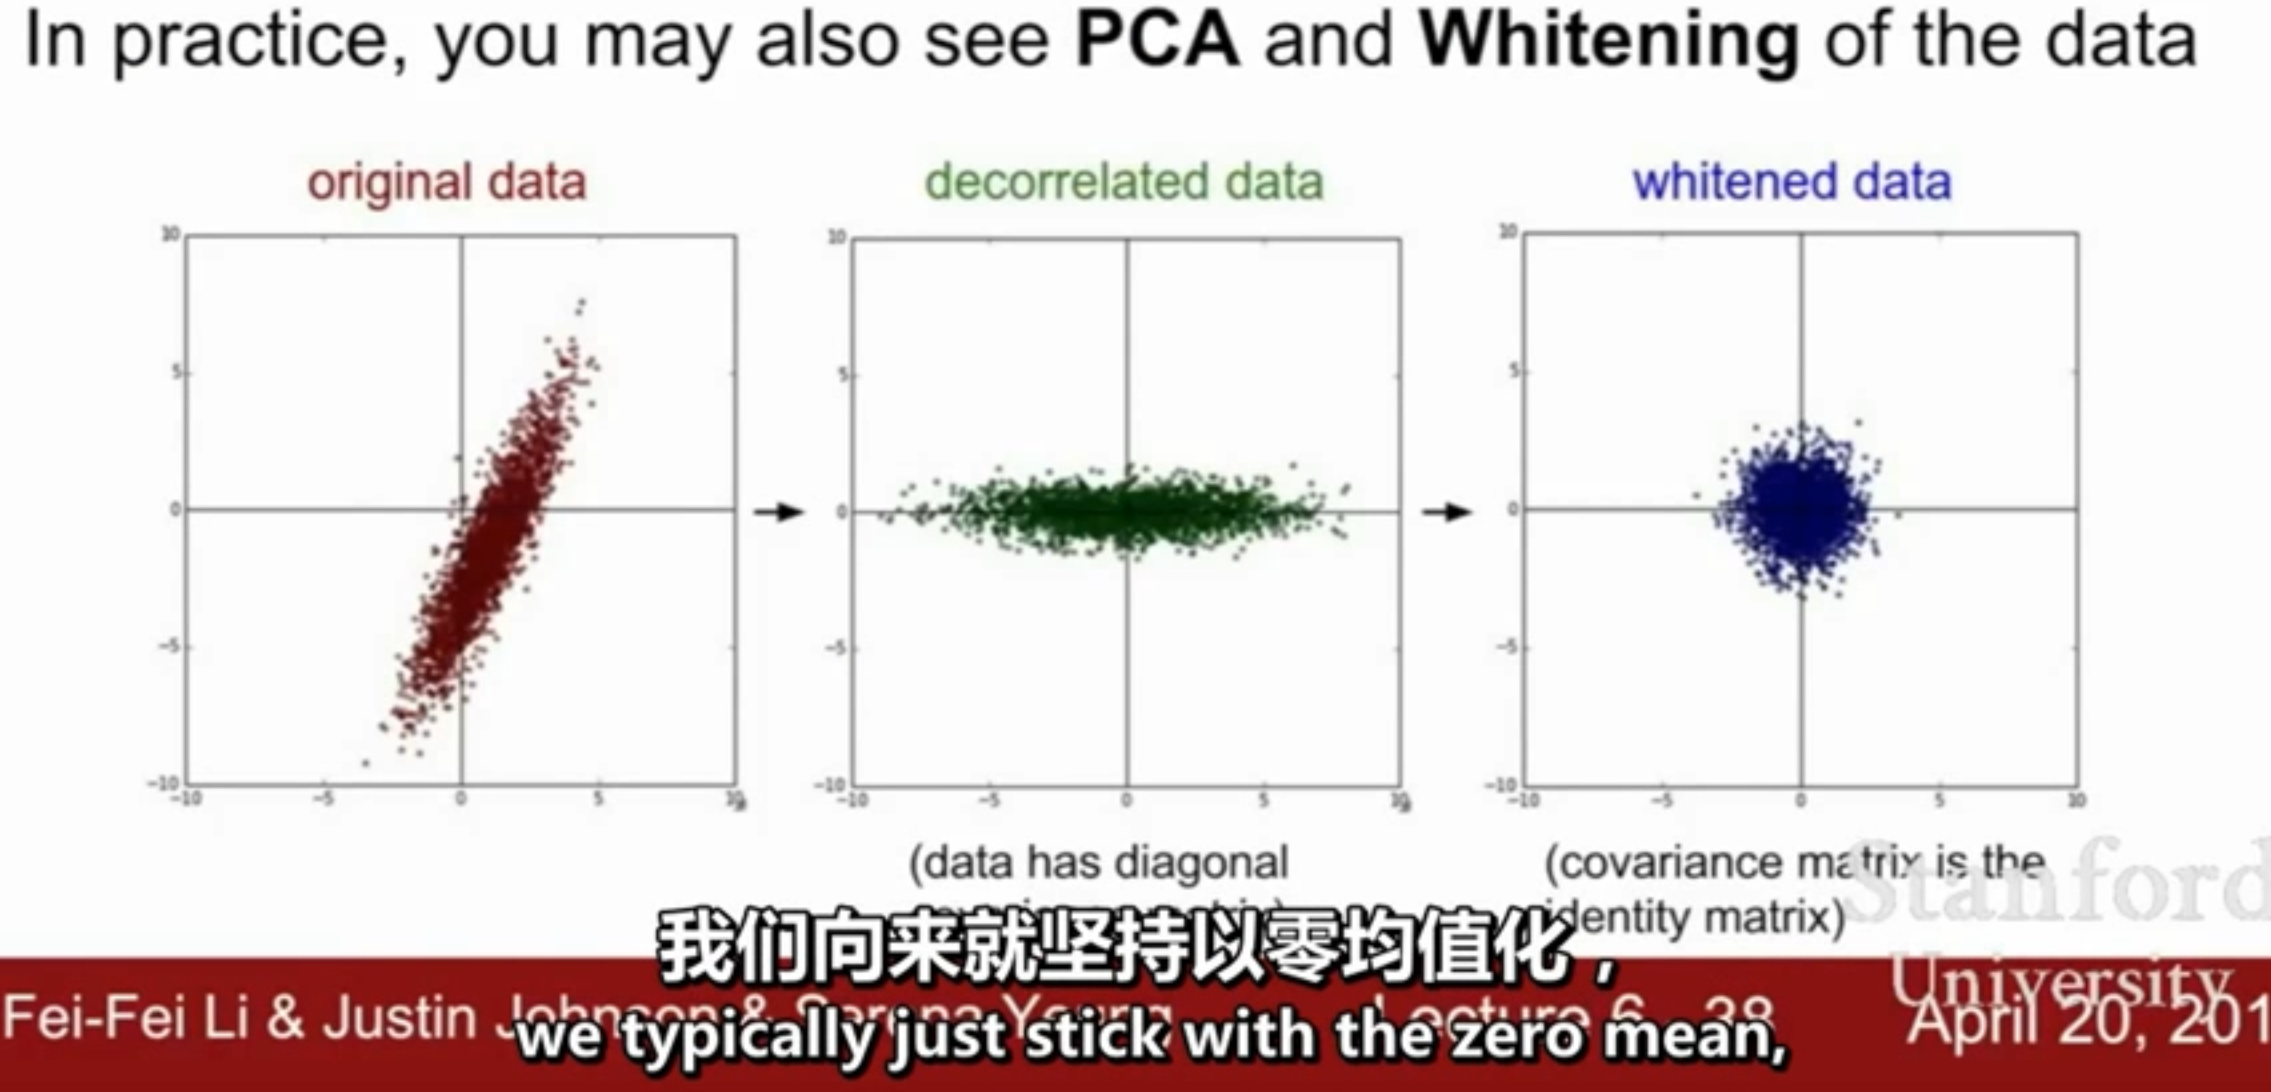 In practice, you may also see PCA and Whitening of the data
original data
decorrelated data
whitened data
10
5
0
-5
-10
-10
-5
0
5
10
10
5
0
-5
-10
-10
-5
0
5
10
10
5
0
-5
-10
-10
-5
0
5
10
(data has diagonal
(covariance matrix is the
identity matrix)
Stanford
University
我们向来就坚持以零均值化，
we typically just stick with the zero mean,
Fei-Fei Li & Justin Johnson & Serena Yeung
Lecture 6 - 38
April 20, 201